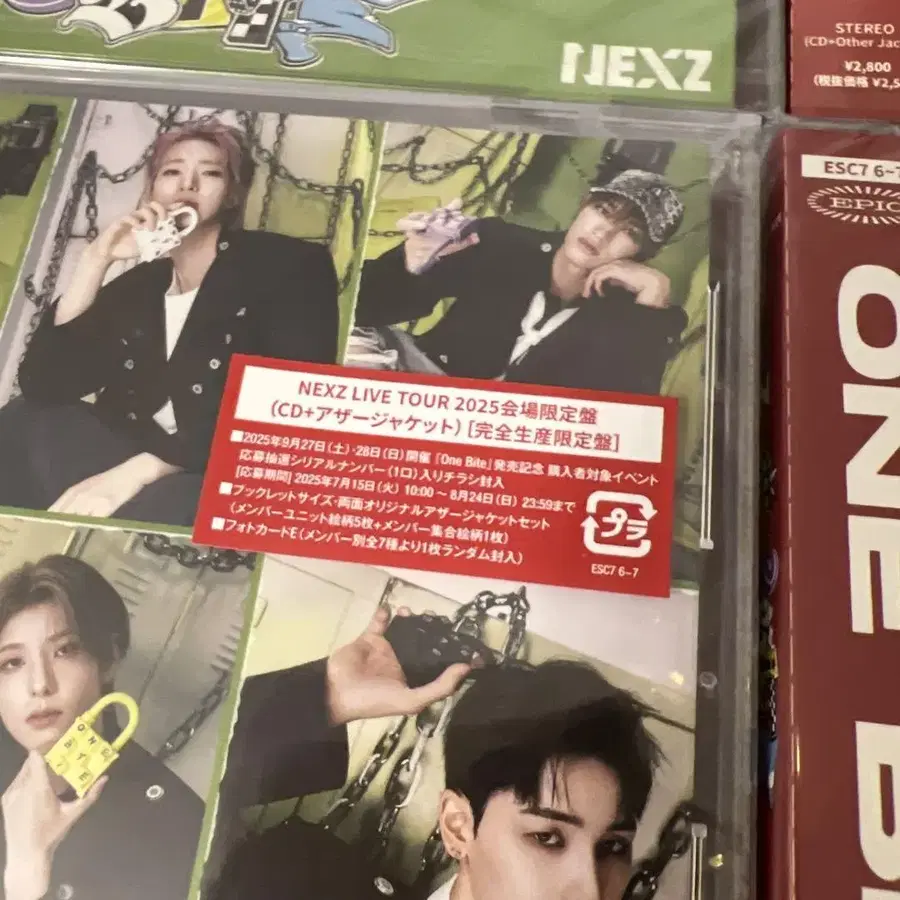 NEXZ
STEREO
(CD+Other Jac
¥2,800
(税抜価格 ¥2,5
ESC7 6~7
EPIC
ONE
B
NEXZ LIVE TOUR 2025会場限定盤
(CD+アザージャケット) [完全生産限定盤]
■2025年9月27日(土)・28日(日)開催 『One Bite』発売記念 購入者対象イベント
応募抽選シリアルナンバー(1口)入りチラシ封入
[応募期間] 2025年7月15日(火) 10:00 ~ 8月24日(日) 23:59まで
■ブックレットサイズ・両面オリジナルアザージャケットセット
(メンバーユニット絵柄5枚+メンバー集合絵柄1枚)
■フォトカードE (メンバー別全7種より1枚ランダム封入)
プラ
ESC7 6~7
ONE
BITE